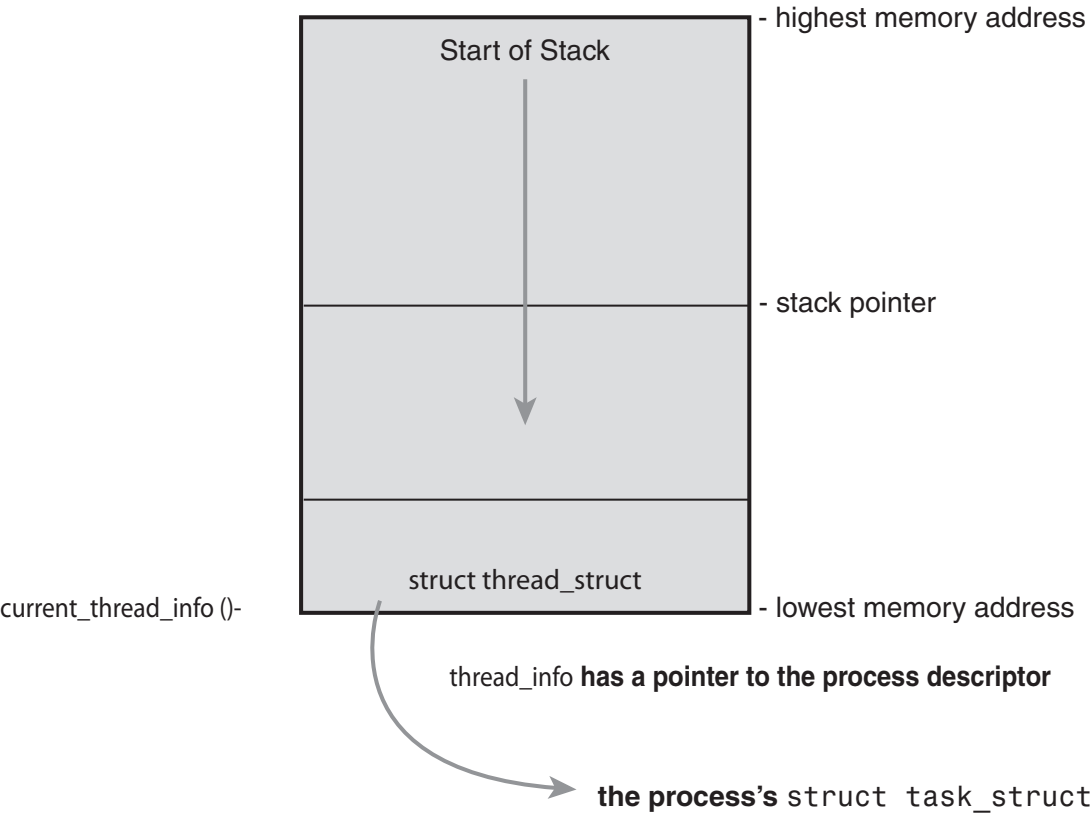 - highest memory address
Start of Stack
- stack pointer
struct thread_struct
current_thread_info ()-
- lowest memory address
thread_info has a pointer to the process descriptor
the process's struct task_struct